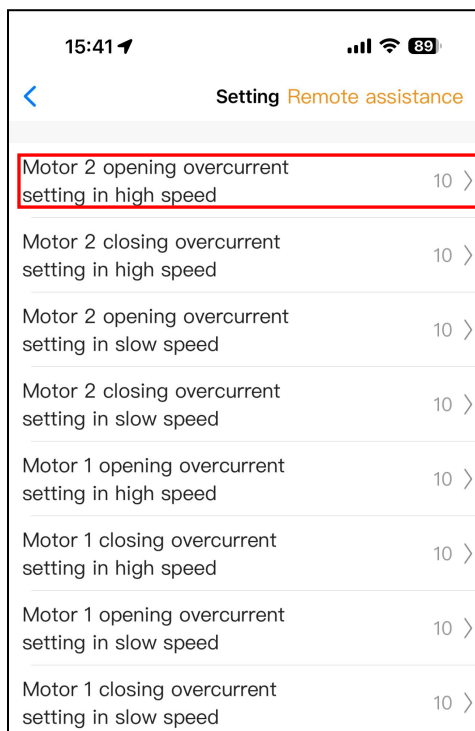 15:41 89
Setting Remote assistance
Motor 2 opening overcurrent
setting in high speed
10
Motor 2 closing overcurrent
setting in high speed
10
Motor 2 opening overcurrent
setting in slow speed
10
Motor 2 closing overcurrent
setting in slow speed
10
Motor 1 opening overcurrent
setting in high speed
10
Motor 1 closing overcurrent
setting in high speed
10
Motor 1 opening overcurrent
setting in slow speed
10
Motor 1 closing overcurrent
setting in slow speed
10